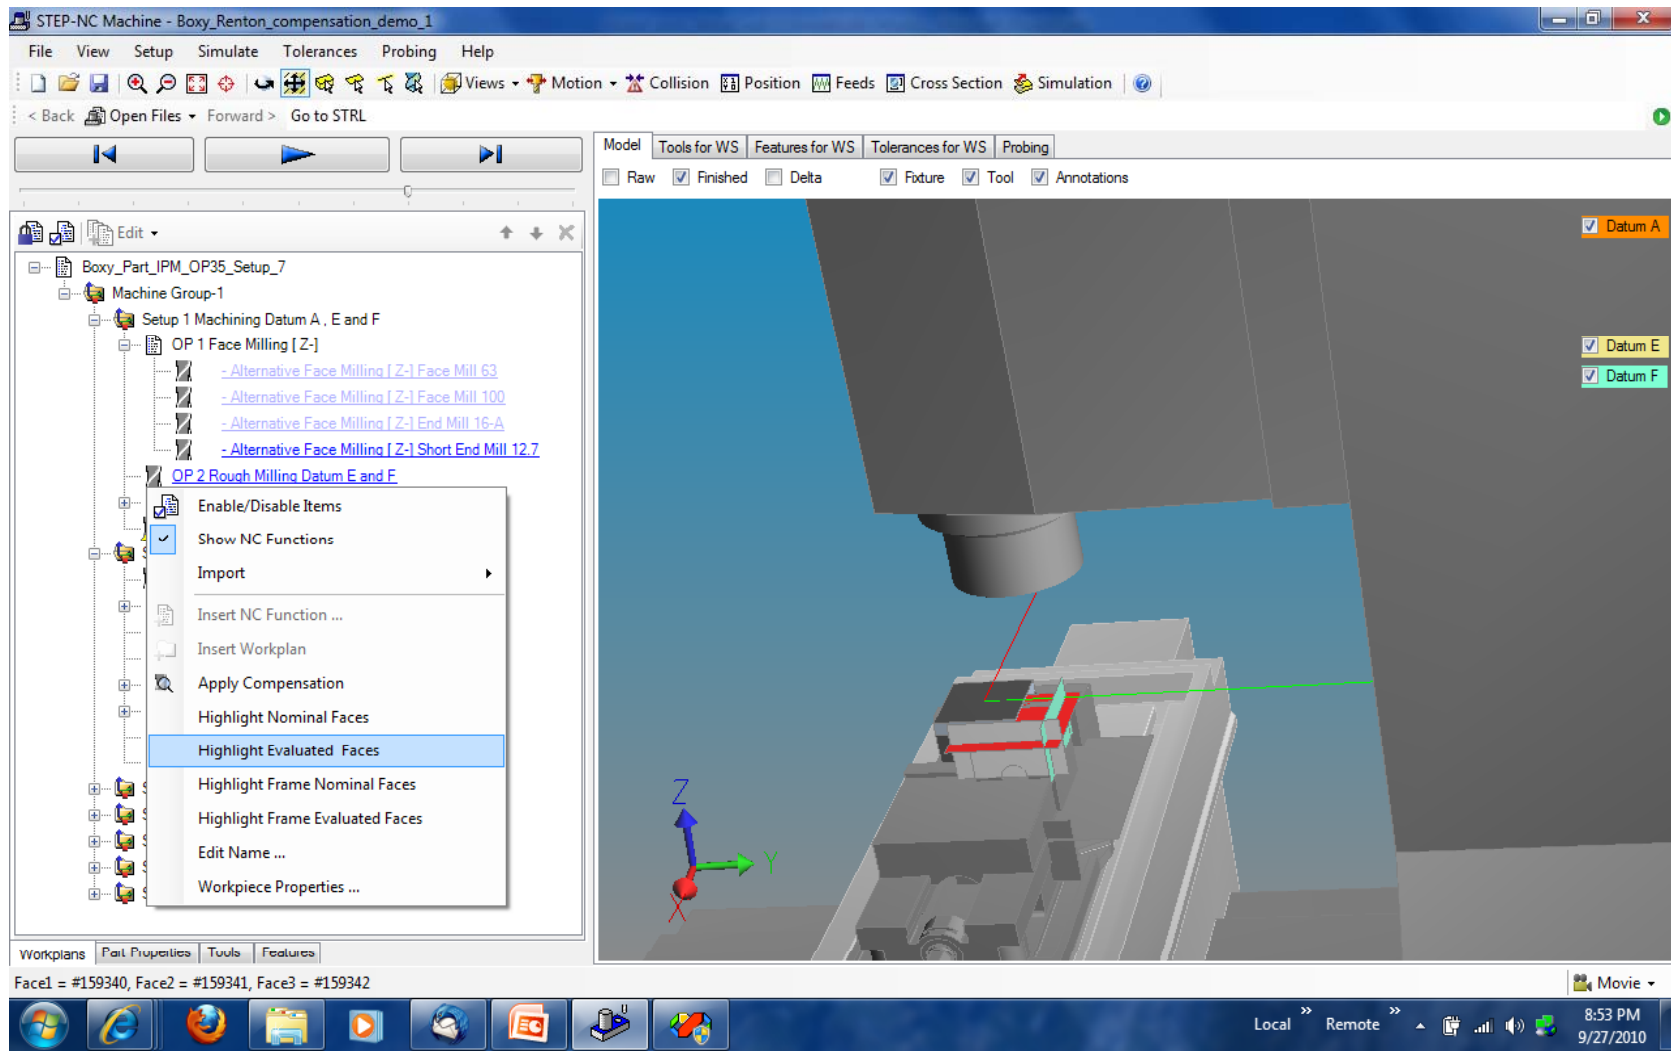 STEP-NC Machine - Boxy_Renton_compensation_demo_1
File View Setup Simulate Tolerances Probing Help
Views Motion Collision Position Feeds Cross Section Simulation
< Back Open Files Forward > Go to STRL
Model Tools for WS Features for WS Tolerances for WS Probing
Raw Finished Delta Fixture Tool Annotations
Edit
Boxy_Part_IPM_OP35_Setup_7
Machine Group-1
Setup 1 Machining Datum A , E and F
OP 1 Face Milling [ Z-]
- Alternative Face Milling [ Z-] Face Mill 63
- Alternative Face Milling [ Z-] Face Mill 100
- Alternative Face Milling [ Z-] End Mill 16-A
- Alternative Face Milling [ Z-] Short End Mill 12.7
OP 2 Rough Milling Datum E and F
Enable/Disable Items
Show NC Functions
Import
Insert NC Function ...
Insert Workplan
Apply Compensation
Highlight Nominal Faces
Highlight Evaluated Faces
Highlight Frame Nominal Faces
Highlight Frame Evaluated Faces
Edit Name ...
Workpiece Properties ...
Datum A
Datum E
Datum F
Z
Y
X
Workplans Part Properties Tools Features
Face1 = #159340, Face2 = #159341, Face3 = #159342
Movie
Local Remote
8:53 PM
9/27/2010